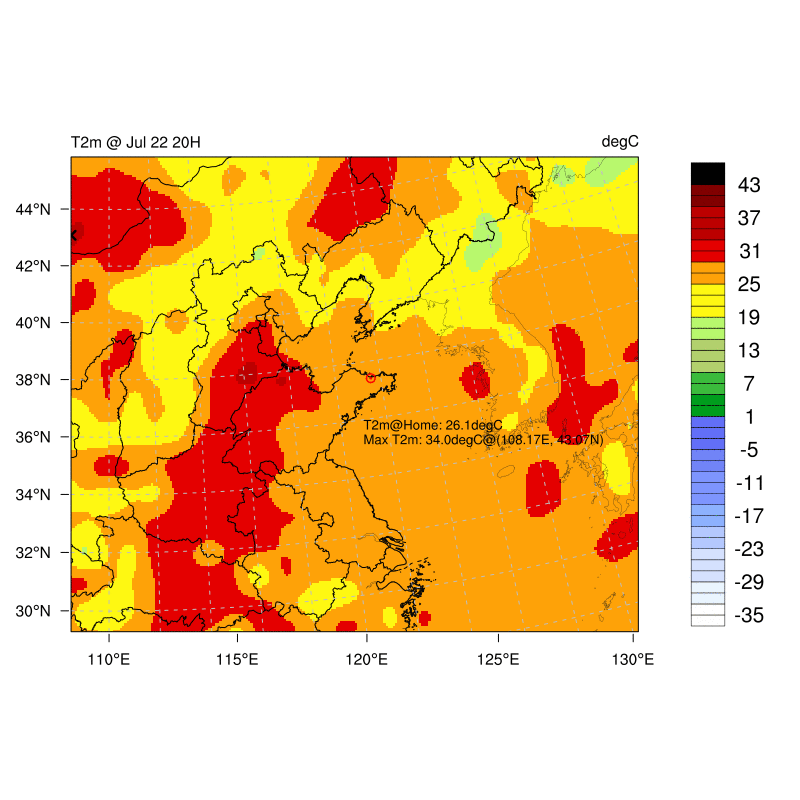 T2m @ Jul 22 20H
degC
44°N
42°N
40°N
38°N
36°N
34°N
32°N
30°N
110°E
115°E
120°E
125°E
130°E
T2m@Home: 26.1degC
Max T2m: 34.0degC@(108.17E, 43.07N)
43
37
31
25
19
13
7
1
-5
-11
-17
-23
-29
-35